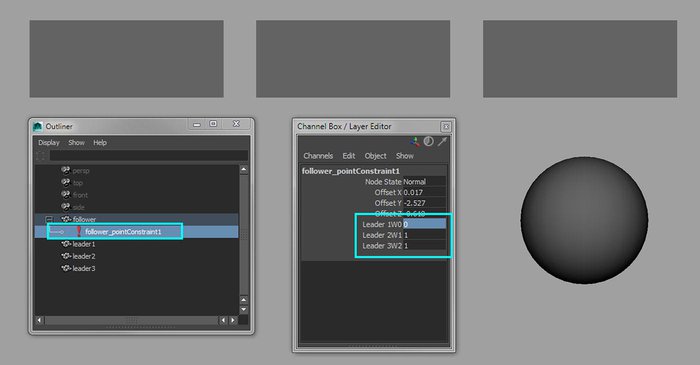 Outliner
Display Show Help
persp
top
front
side
follower
follower_pointConstraint1
leader1
leader2
leader3
Channel Box / Layer Editor
Channels Edit Object Show
follower_pointConstraint1
Node State Normal
Offset X 0.017
Offset Y -2.527
Offset Z
Leader 1W0 0
Leader 2W1 1
Leader 3W2 1